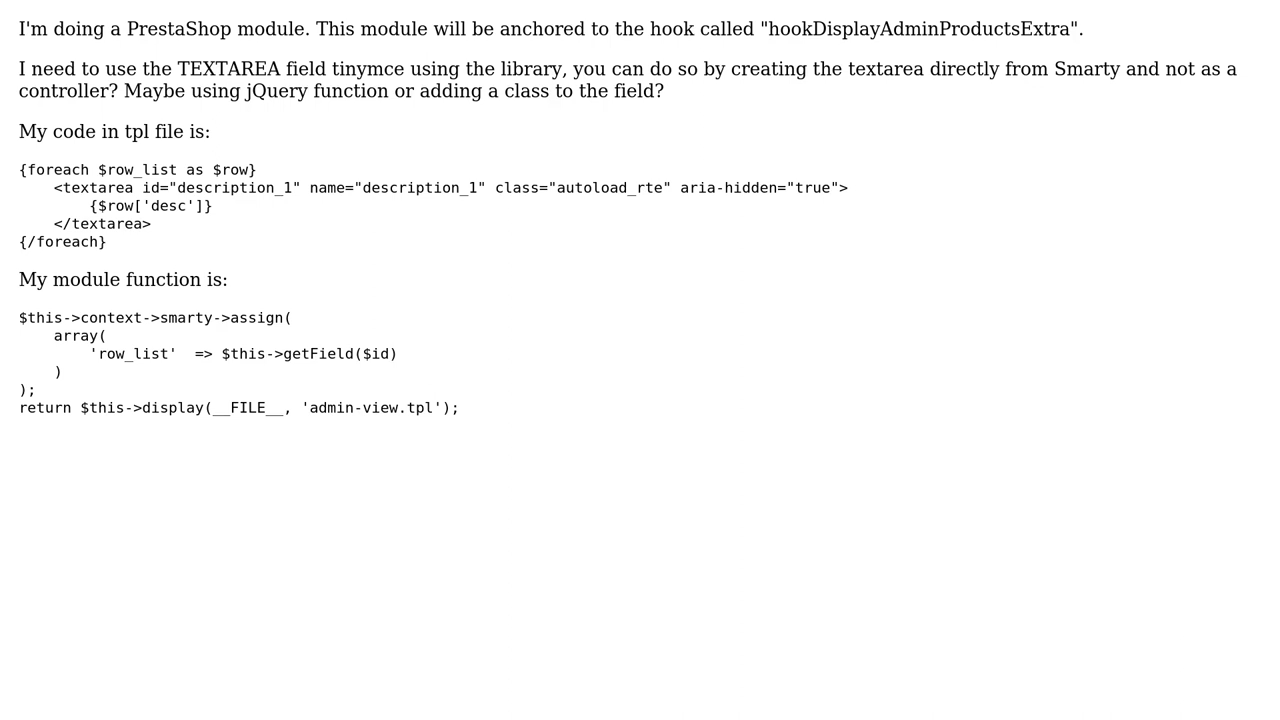 I'm doing a PrestaShop module. This module will be anchored to the hook called "hookDisplayAdminProductsExtra".
I need to use the TEXTAREA field tinymce using the library, you can do so by creating the textarea directly from Smarty and not as a
controller? Maybe using jQuery function or adding a class to the field?
My code in tpl file is:
{foreach $row_list as $row}
    <textarea id="description_1" name="description_1" class="autoload_rte" aria-hidden="true">
        {$row['desc']}
    </textarea>
{/foreach}
My module function is:
$this->context->smarty->assign(
    array(
        'row_list'  => $this->getField($id)
    )
);
return $this->display(__FILE__, 'admin-view.tpl');